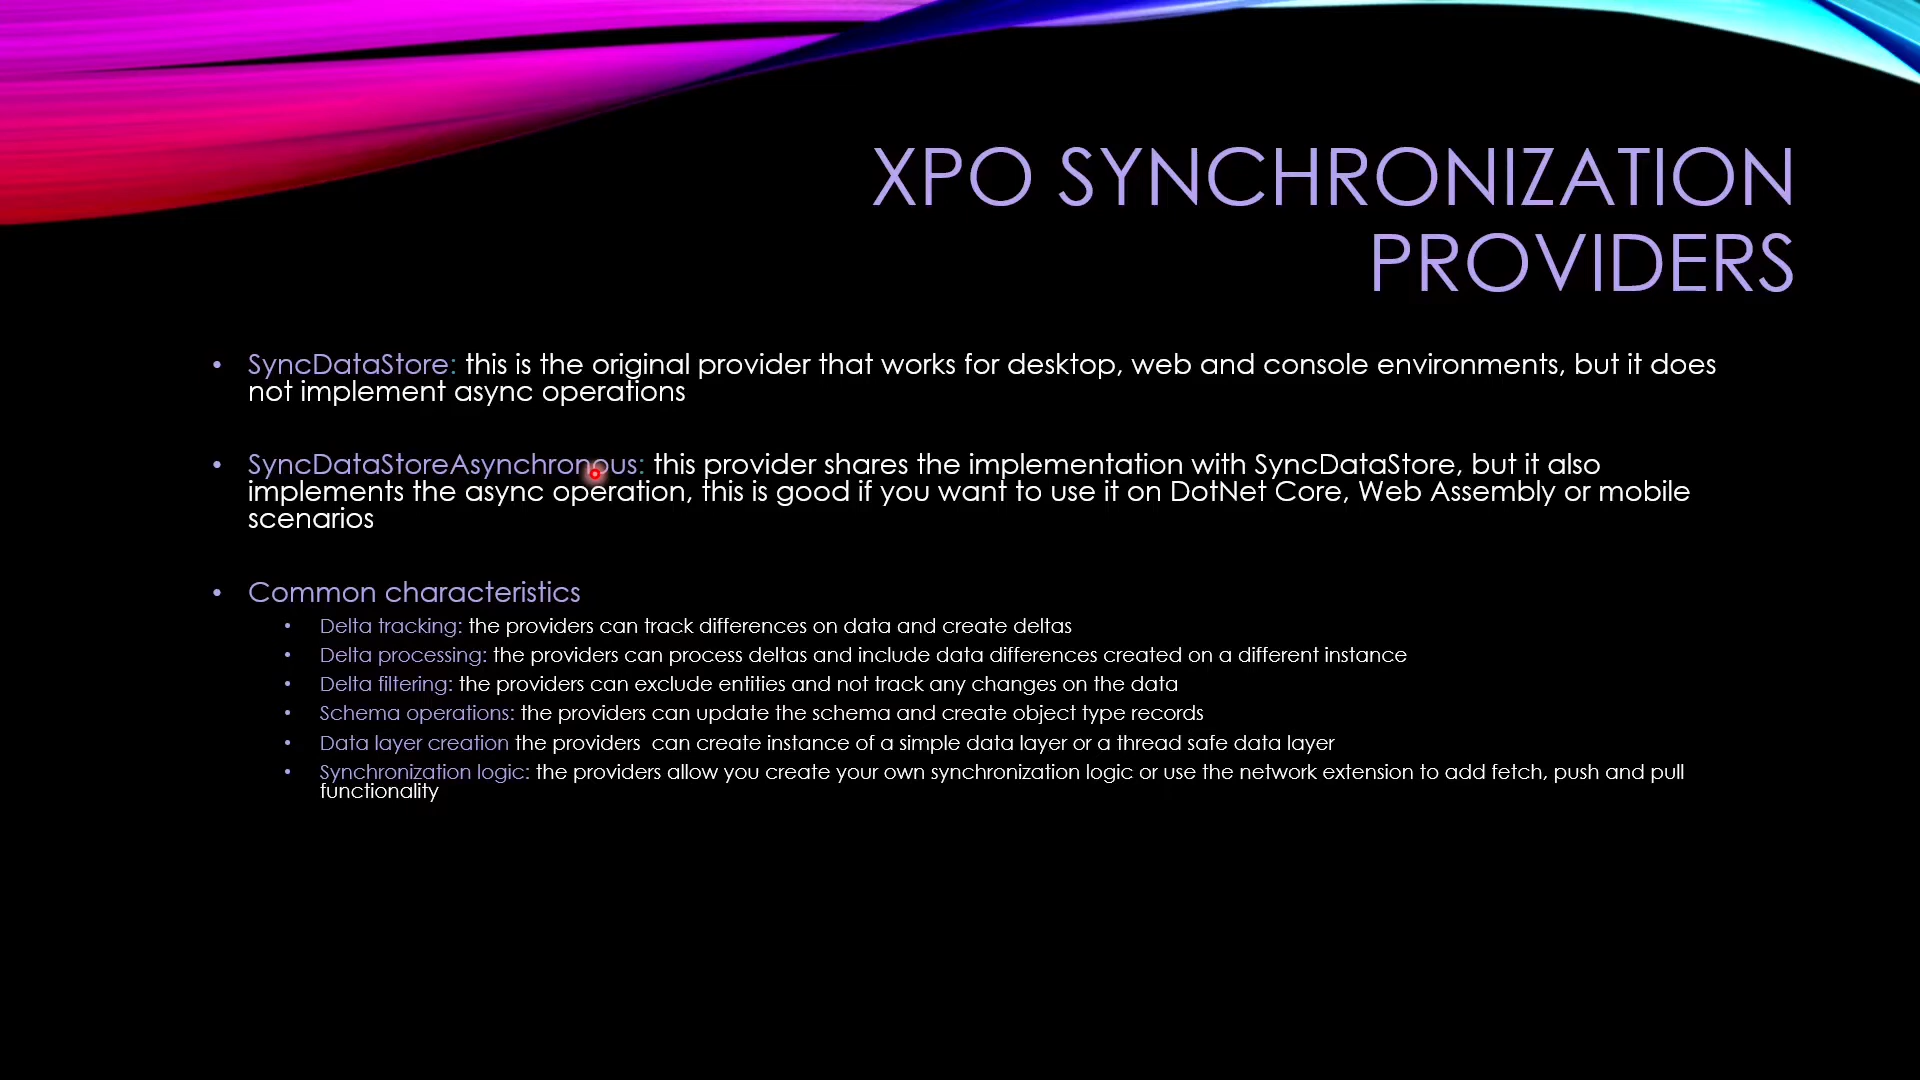 XPO SYNCHRONIZATION
PROVIDERS
• SyncDataStore: this is the original provider that works for desktop, web and console environments, but it does
not implement async operations
• SyncDataStoreAsynchronous: this provider shares the implementation with SyncDataStore, but it also
implements the async operation, this is good if you want to use it on DotNet Core, Web Assembly or mobile
scenarios
• Common characteristics
• Delta tracking: the providers can track differences on data and create deltas
• Delta processing: the providers can process deltas and include data differences created on a different instance
• Delta filtering: the providers can exclude entities and not track any changes on the data
• Schema operations: the providers can update the schema and create object type records
• Data layer creation the providers  can create instance of a simple data layer or a thread safe data layer
• Synchronization logic: the providers allow you create your own synchronization logic or use the network extension to add fetch, push and pull
functionality